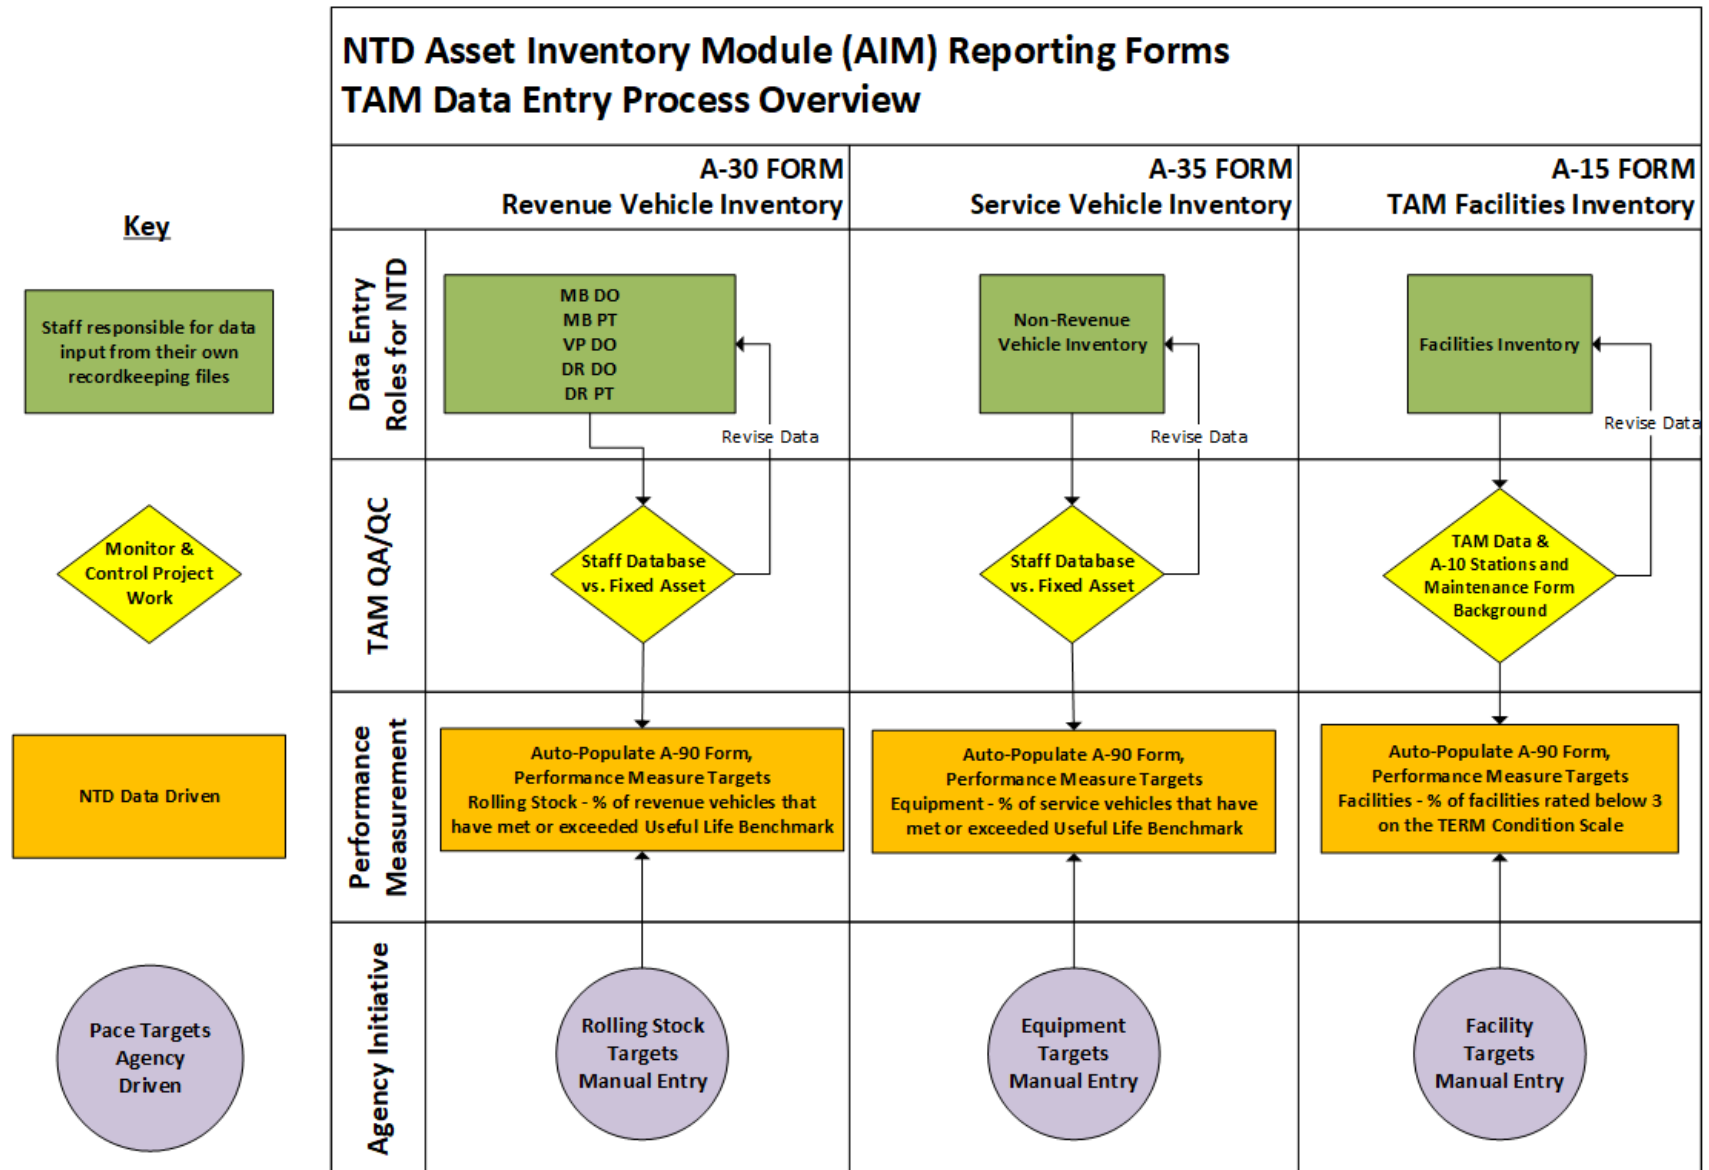 NTD Asset Inventory Module (AIM) Reporting Forms
TAM Data Entry Process Overview
A-30 FORM
Revenue Vehicle Inventory
A-35 FORM
Service Vehicle Inventory
A-15 FORM
TAM Facilities Inventory
Key
Staff responsible for data
input from their own
recordkeeping files
Monitor &
Control Project
Work
NTD Data Driven
Pace Targets
Agency
Driven
Data Entry
Roles for NTD
MB DO
MB PT
VP DO
DR DO
DR PT
Revise Data
Non-Revenue
Vehicle Inventory
Revise Data
Facilities Inventory
Revise Data
TAM QA/QC
Staff Database
vs. Fixed Asset
Staff Database
vs. Fixed Asset
TAM Data &
A-10 Stations and
Maintenance Form
Background
Performance
Measurement
Auto-Populate A-90 Form,
Performance Measure Targets
Rolling Stock - % of revenue vehicles that
have met or exceeded Useful Life Benchmark
Auto-Populate A-90 Form,
Performance Measure Targets
Equipment - % of service vehicles that have
met or exceeded Useful Life Benchmark
Auto-Populate A-90 Form,
Performance Measure Targets
Facilities - % of facilities rated below 3
on the TERM Condition Scale
Agency Initiative
Rolling Stock
Targets
Manual Entry
Equipment
Targets
Manual Entry
Facility
Targets
Manual Entry